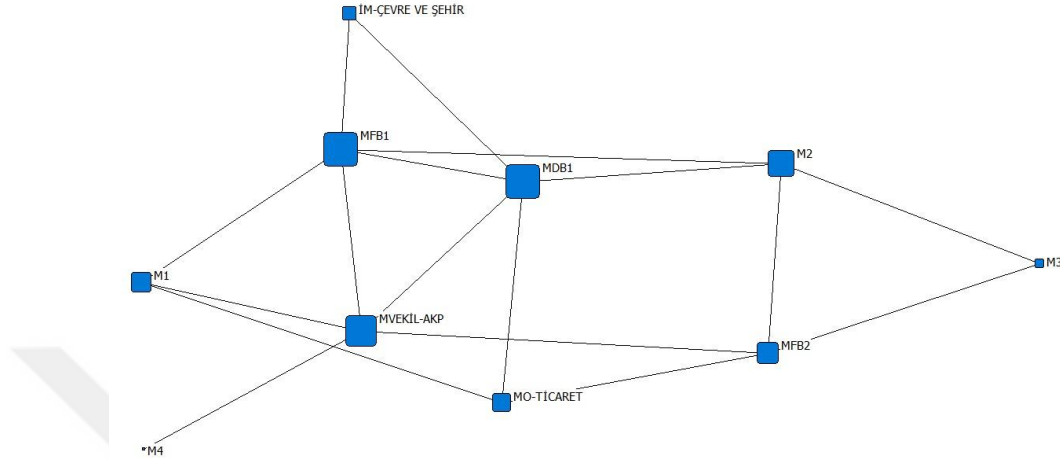 İM-ÇEVRE VE ŞEHİR
MFB1
M2
MDB1
M3
M1
MVEKİL-AKP
MFB2
MO-TİCARET
M4